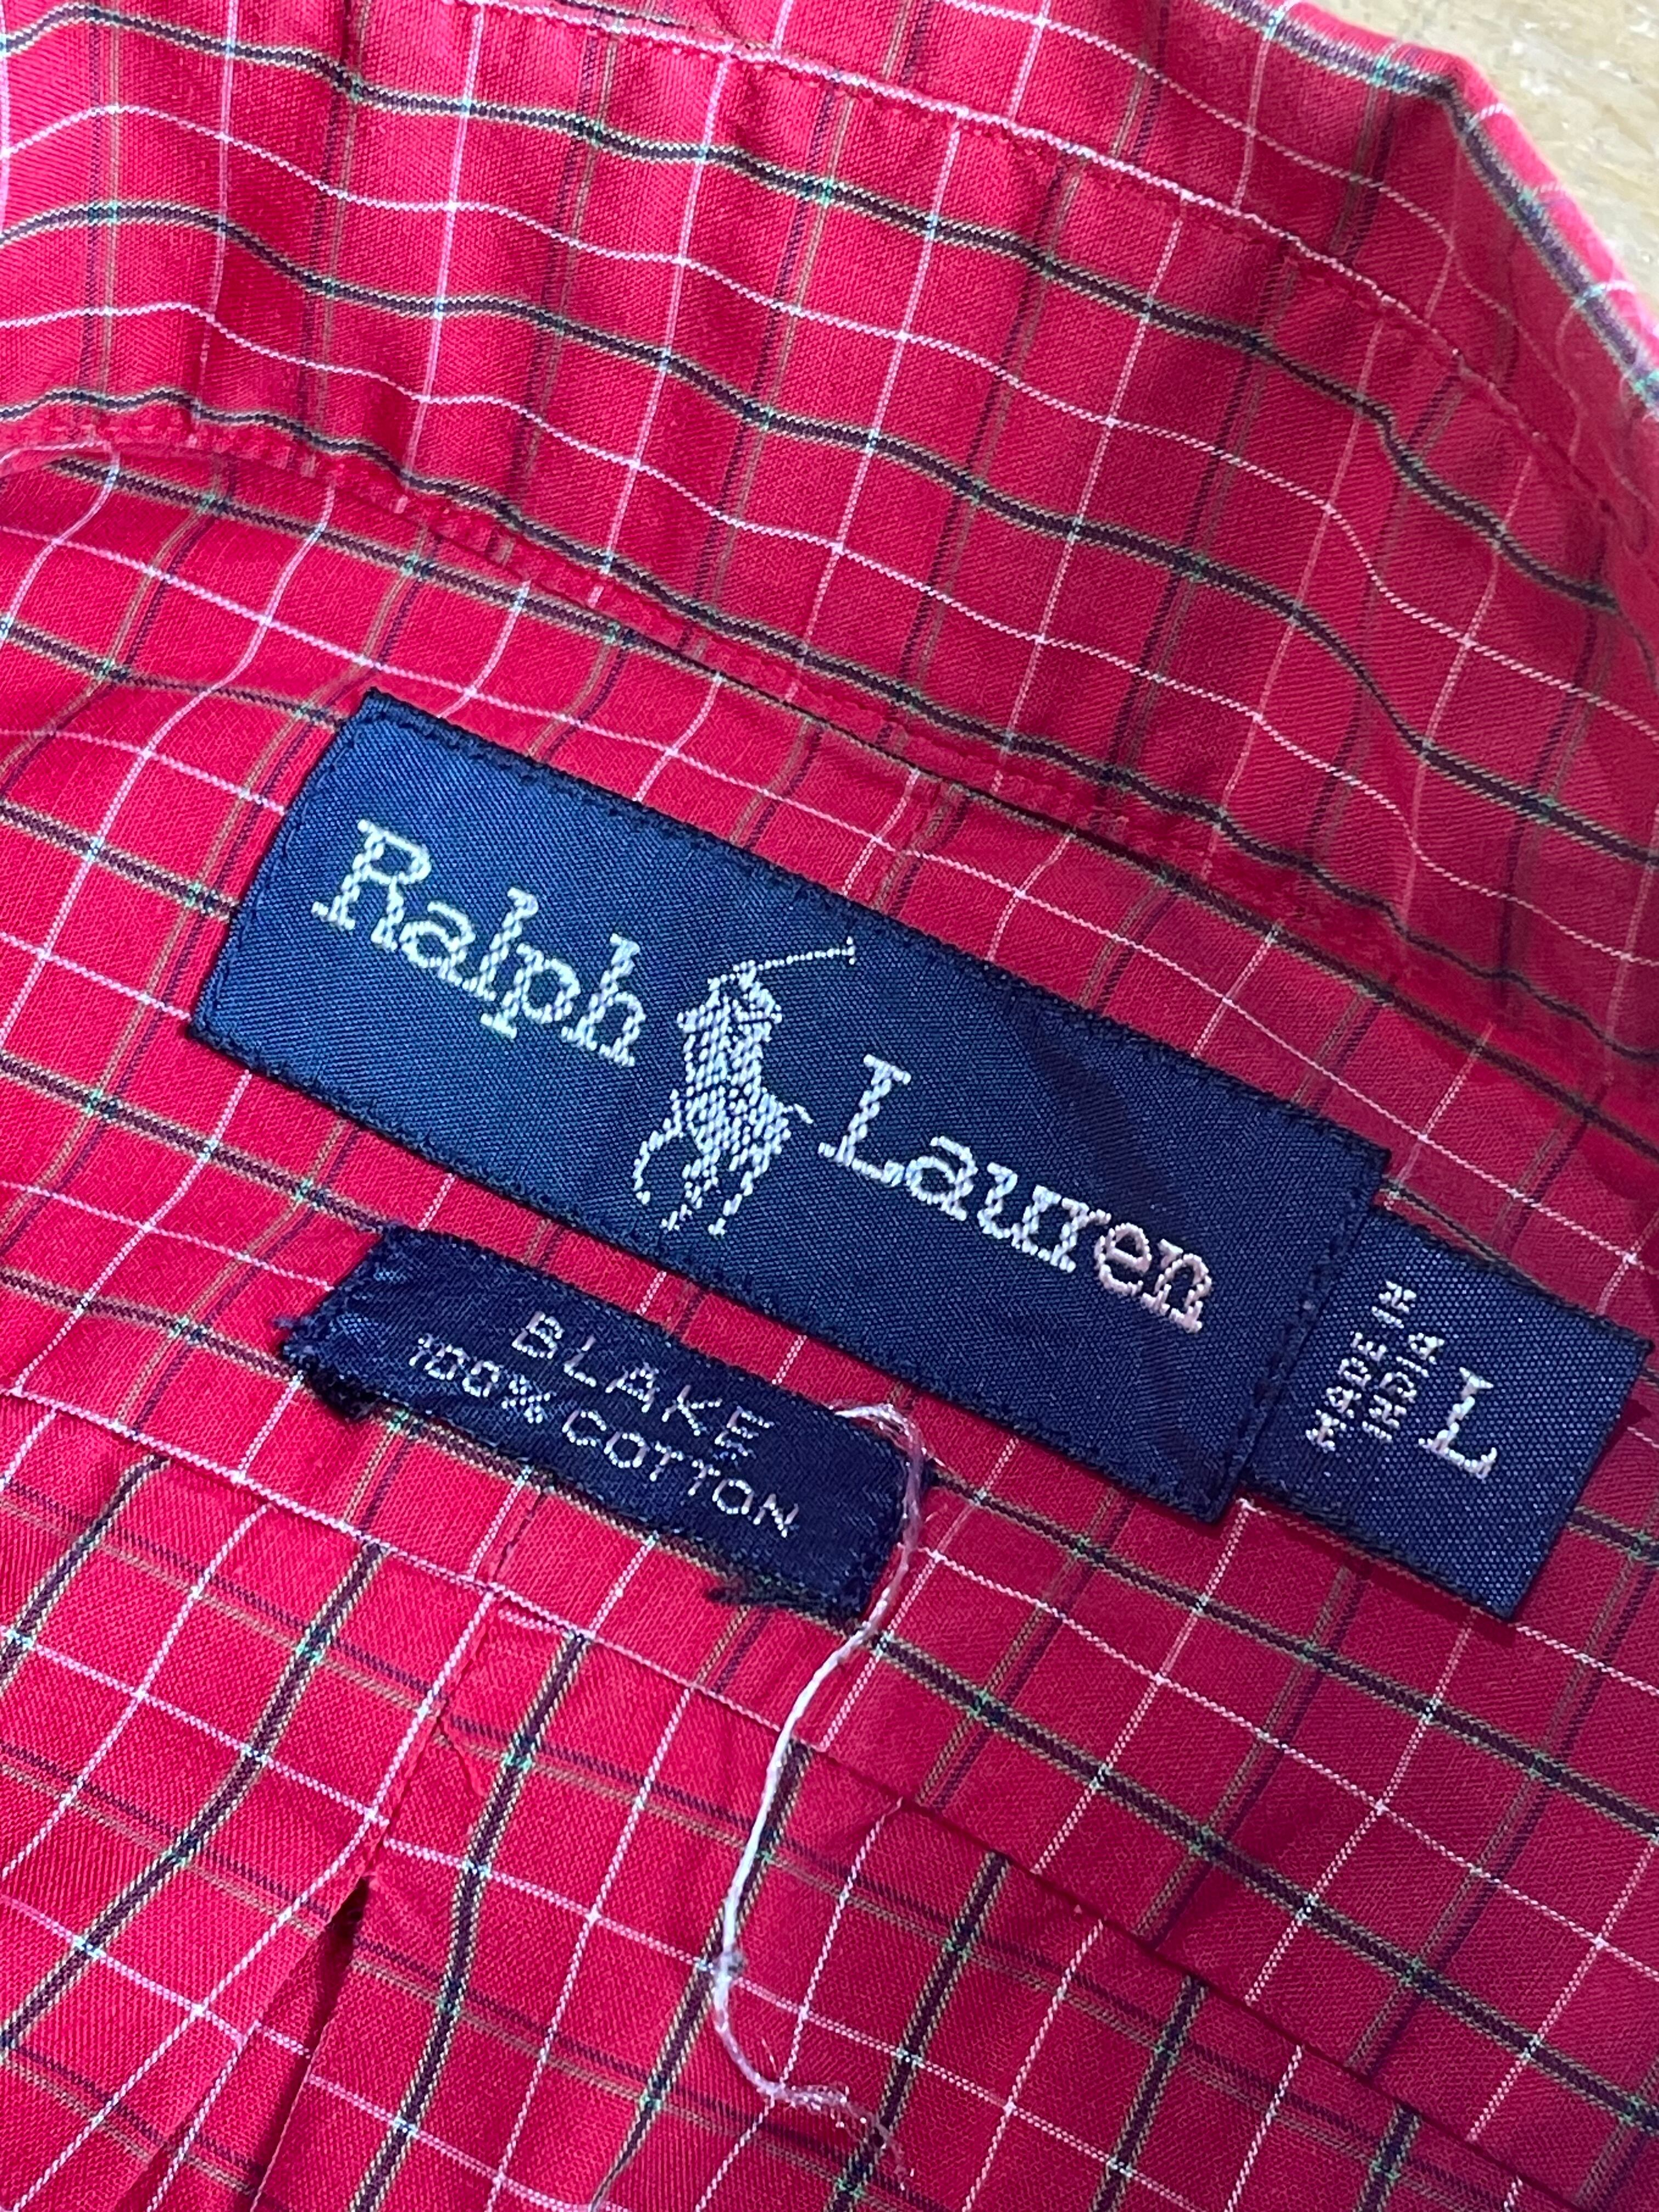 Ralph Lauren
MADE IN
INDIA
L
BLAKE
100% COTTON